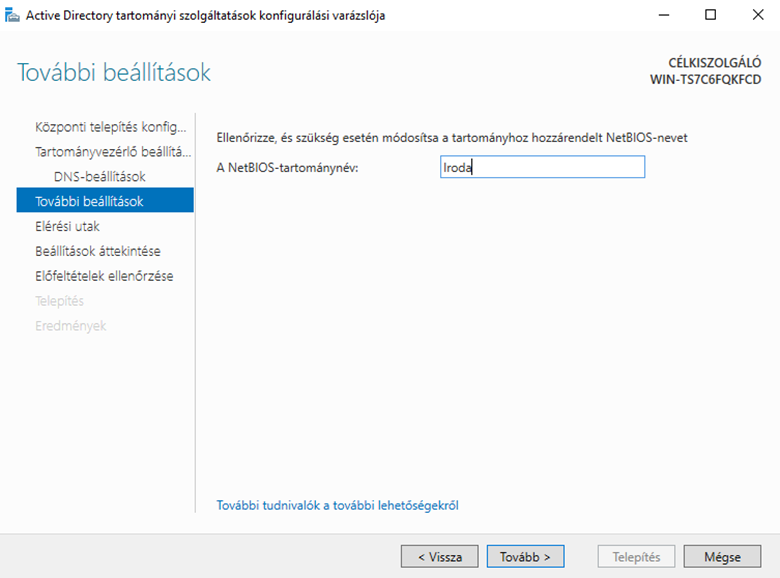 Active Directory tartományi szolgáltatások konfigurálási varázslója
További beállítások
CÉLKISZOLGÁLÓ
WIN-TS7C6FQKFCD
Központi telepítés konfig...
Tartományvezérlő beállítá...
DNS-beállítások
További beállítások
Elérési utak
Beállítások áttekintése
Előfeltételek ellenőrzése
Telepítés
Eredmények
Ellenőrizze, és szükség esetén módosítsa a tartományhoz hozzárendelt NetBIOS-nevet
A NetBIOS-tartománynév: Iroda
További tudnivalók a további lehetőségekről
< Vissza Tovább > Telepítés Mégse